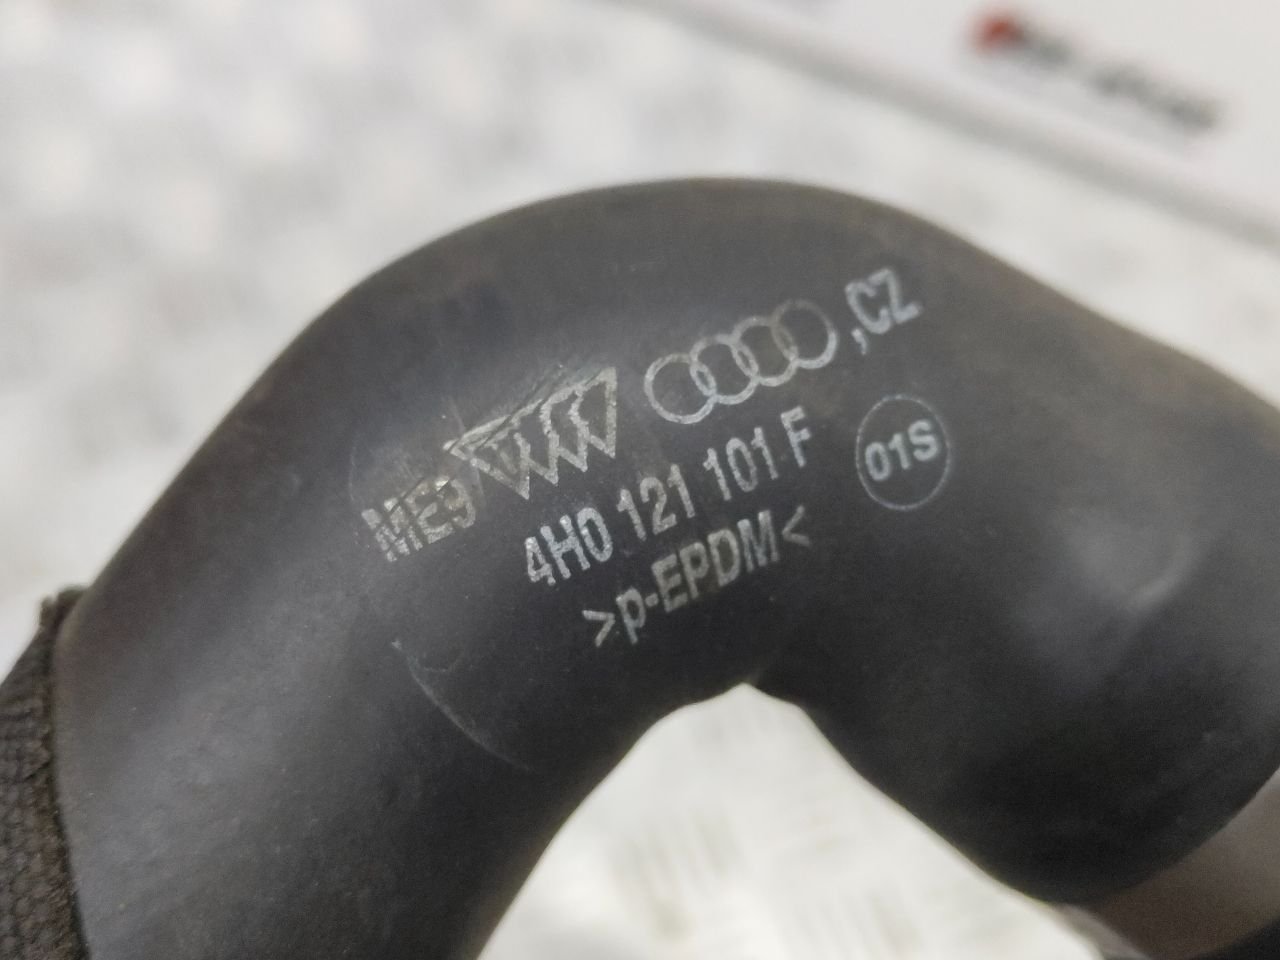 ME9 ,CZ
4H0 121 101 F 01S
>p-EPDM<